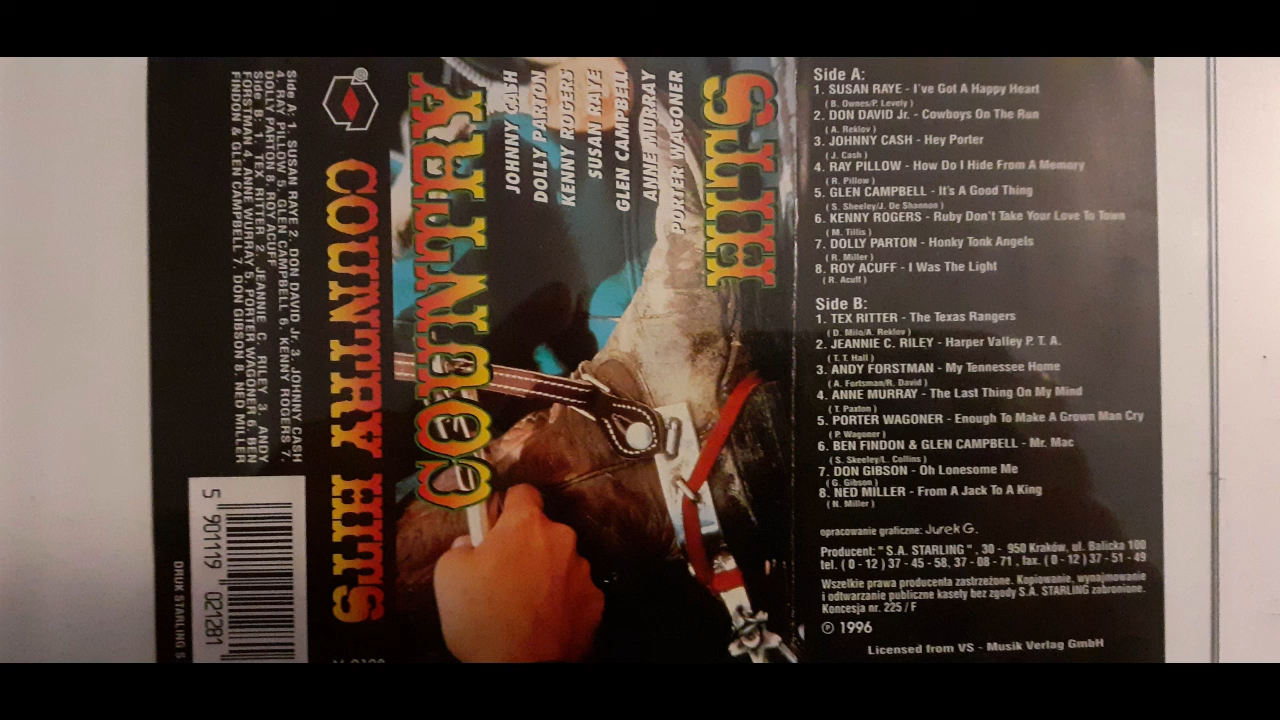 Side A: 1. SUSAN RAYE 2. DON DAVID Jr. 3. JOHNNY CASH
4. RAY PILLOW 5. GLEN CAMPBELL 6. KENNY ROGERS 7.
DOLLY PARTON 8. ROY ACUFF
Side B: 1. TEX RITTER 2. JEANNIE C. RILEY 3. ANDY
FORSTMAN 4. ANNE MURRAY 5. PORTER WAGONER 6. BEN
FINDON & GLEN CAMPBELL 7. DON GIBSON 8. NED MILLER
5 901119 021281
DRUK STARLING S
COUNTRY HITS
COUNTRY
JOHNNY CASH
DOLLY PARTON
KENNY ROGERS
SUSAN RAYE
GLEN CAMPBELL
ANNE MURRAY
PORTER WAGONER
HITS
Side A:
1. SUSAN RAYE - I've Got A Happy Heart
( B. Ownes/P. Levely )
2. DON DAVID Jr. - Cowboys On The Run
( A. Reklov )
3. JOHNNY CASH - Hey Porter
( J. Cash )
4. RAY PILLOW - How Do I Hide From A Memory
( R. Pillow )
5. GLEN CAMPBELL - It's A Good Thing
( S. Sheeley/J. De Shannon )
6. KENNY ROGERS - Ruby Don't Take Your Love To Town
( M. Tillis )
7. DOLLY PARTON - Honky Tonk Angels
( R. Miller )
8. ROY ACUFF - I Was The Light
( R. Acuff )
Side B:
1. TEX RITTER - The Texas Rangers
( D. Milo/A. Reklov )
2. JEANNIE C. RILEY - Harper Valley P. T. A.
( T. T. Hall )
3. ANDY FORSTMAN - My Tennessee Home
( A. Fortsman/R. David )
4. ANNE MURRAY - The Last Thing On My Mind
( T. Paxton )
5. PORTER WAGONER - Enough To Make A Grown Man Cry
( P. Wagoner )
6. BEN FINDON & GLEN CAMPBELL - Mr. Mac
( S. Skeeley/L. Collins )
7. DON GIBSON - Oh Lonesome Me
( G. Gibson )
8. NED MILLER - From A Jack To A King
( N. Miller )
opracowanie graficzne: Jurek G.
Producent: " S.A. STARLING " , 30 - 950 Kraków, ul. Balicka 100
tel. ( 0 - 12 ) 37 - 45 - 58, 37 - 08 - 71 , fax. ( 0 - 12 ) 37 - 51 - 49
Wszelkie prawa producenta zastrzeżone. Kopiowanie, wynajmowanie
i odtwarzanie publiczne kasety bez zgody S.A. STARLING zabronione.
Koncesja nr. 225 / F
℗ 1996
Licensed from VS - Musik Verlag GmbH